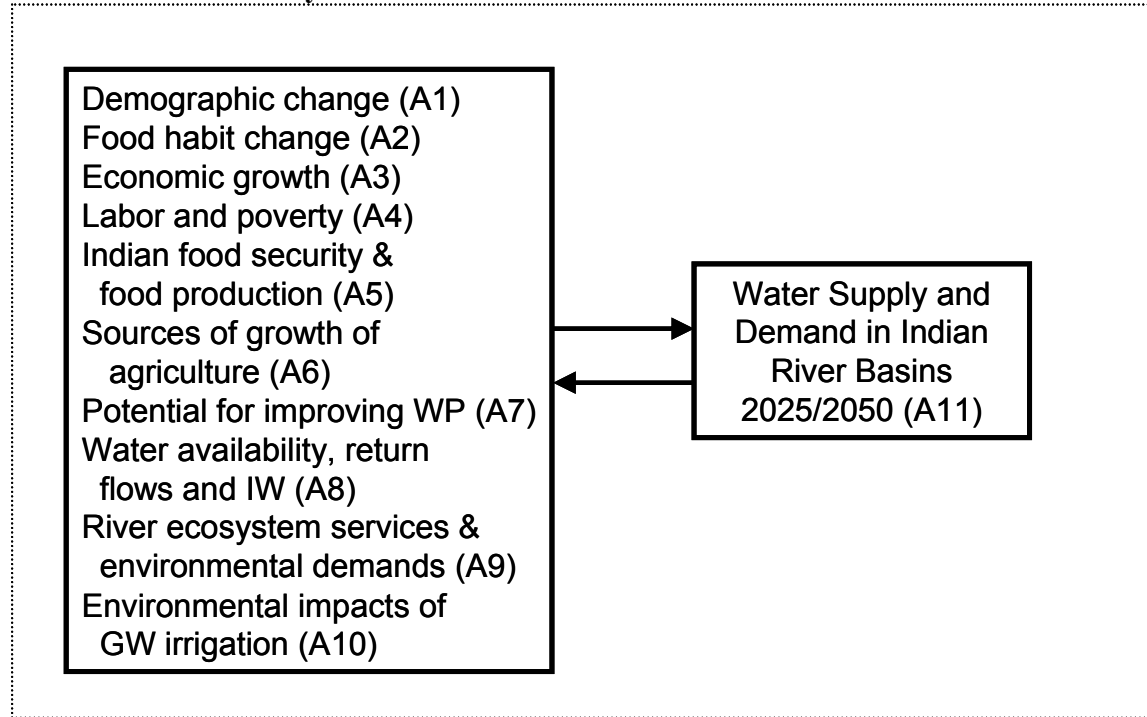 Demographic change (A1)
Food habit change (A2)
Economic growth (A3)
Labor and poverty (A4)
Indian food security &
food production (A5)
Sources of growth of
agriculture (A6)
Potential for improving WP (A7)
Water availability, return
flows and IW (A8)
River ecosystem services &
environmental demands (A9)
Environmental impacts of
GW irrigation (A10)
Water Supply and
Demand in Indian
River Basins
2025/2050 (A11)